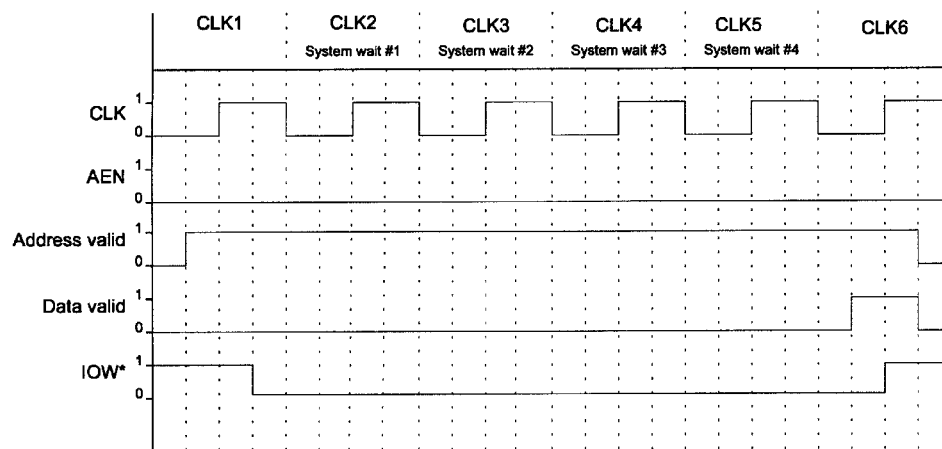 CLK1 CLK2 CLK3 CLK4 CLK5 CLK6
System wait #1 System wait #2 System wait #3 System wait #4
CLK 1 0
AEN 1 0
Address valid 1 0
Data valid 1 0
IOW* 1 0